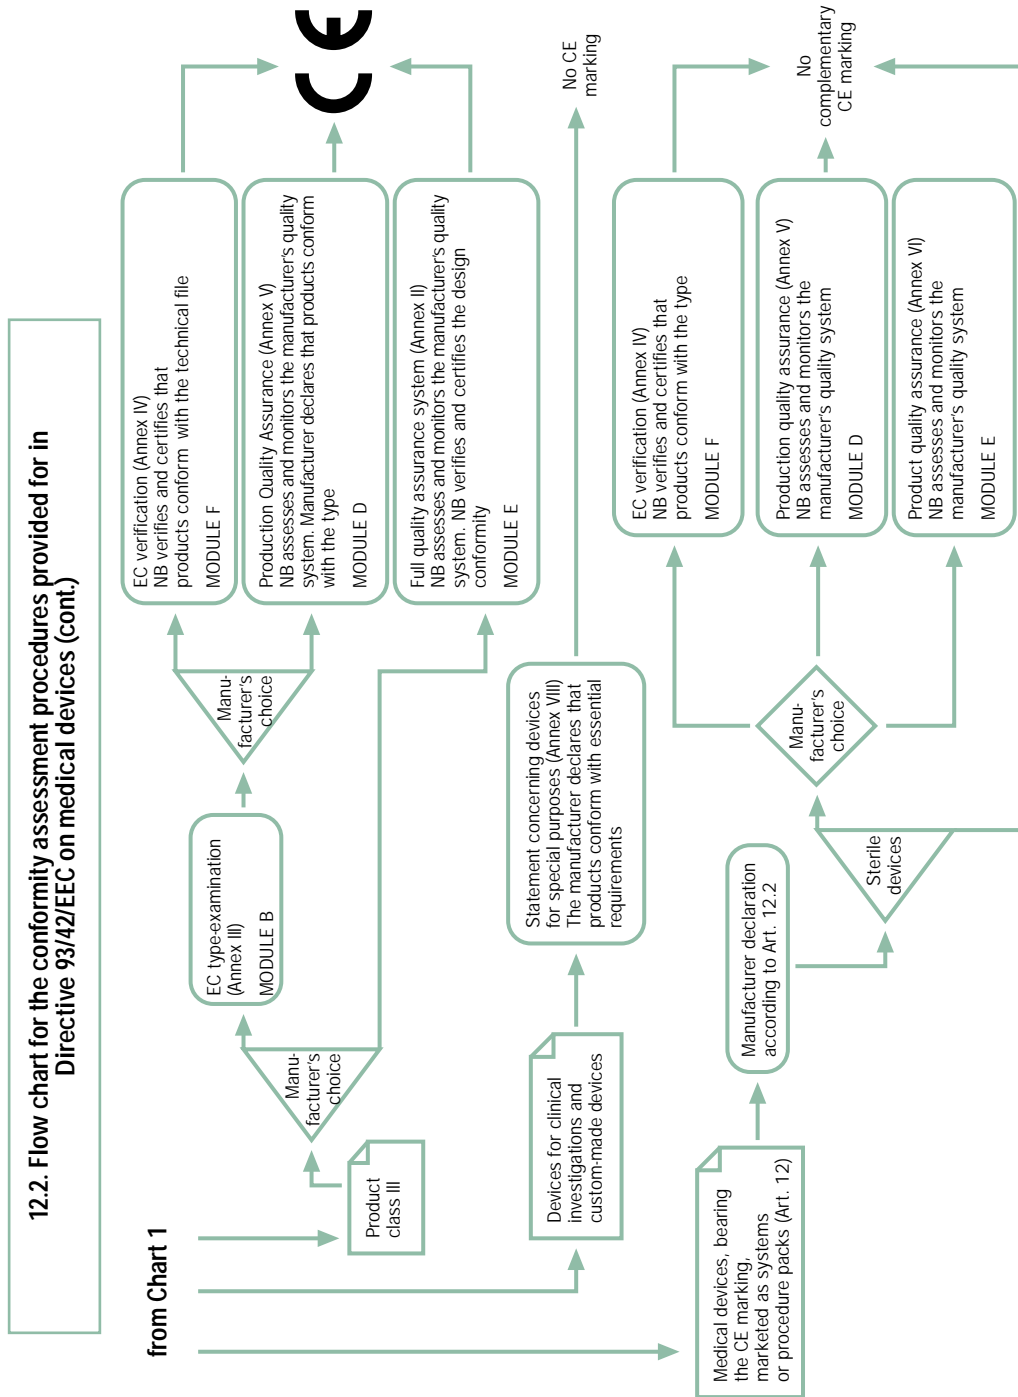 12.2. Flow chart for the conformity assessment procedures provided for in
Directive 93/42/EEC on medical devices (cont.)
from Chart 1
Product
class III
Manu-
facturer's
choice
EC type-examination
(Annex III)
MODULE B
Manu-
facturer's
choice
EC verification (Annex IV)
NB verifies and certifies that
products conform with the technical file
MODULE F
Production Quality Assurance (Annex V)
NB assesses and monitors the manufacturer's quality
system. Manufacturer declares that products conform
with the type
MODULE D
Full quality assurance system (Annex II)
NB assesses and monitors the manufacturer's quality
system. NB verifies and certifies the design
conformity
MODULE E
CE
Devices for clinical
investigations and
custom-made devices
Statement concerning devices
for special purposes (Annex VIII)
The manufacturer declares that
products conform with essential
requirements
No CE
marking
Medical devices, bearing
the CE marking,
marketed as systems
or procedure packs (Art. 12)
Manufacturer declaration
according to Art. 12.2
Sterile
devices
Manu-
facturer's
choice
EC verification (Annex IV)
NB verifies and certifies that
products conform with the type
MODULE F
Production quality assurance (Annex V)
NB assesses and monitors the
manufacturer's quality system
MODULE D
Product quality assurance (Annex VI)
NB assesses and monitors the
manufacturer's quality system
MODULE E
No
complementary
CE marking